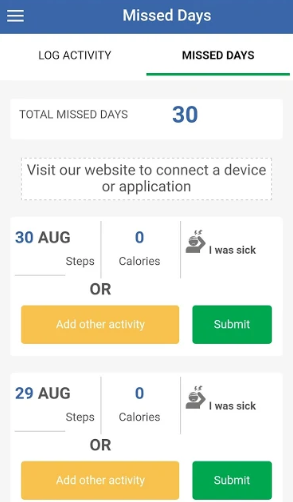 Missed Days
LOG ACTIVITY MISSED DAYS
TOTAL MISSED DAYS 30
Visit our website to connect a device
or application
30 AUG 0 I was sick
Steps Calories
OR
Add other activity Submit
29 AUG 0 I was sick
Steps Calories
OR
Add other activity Submit